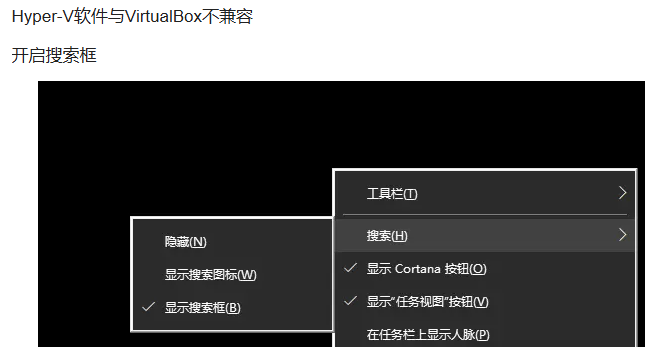 Hyper-V软件与VirtualBox不兼容
开启搜索框
工具栏(T)
搜索(H)
隐藏(N)
显示 Cortana 按钮(O)
显示搜索图标(W)
显示“任务视图”按钮(V)
显示搜索框(B)
在任务栏上显示人脉(P)